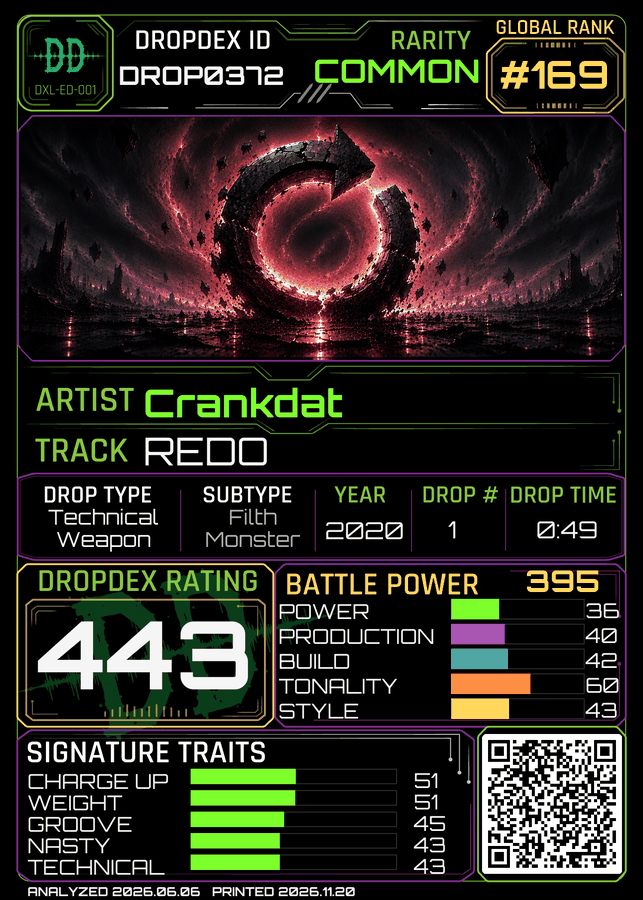 DD
DXL-ED-001
DROPDEX ID
DROP0372
RARITY
COMMON
GLOBAL RANK
#169
ARTIST Crankdat
TRACK REDO
DROP TYPE
Technical
Weapon
SUBTYPE
Filth
Monster
YEAR
2020
DROP #
1
DROP TIME
0:49
DROPDEX RATING
443
BATTLE POWER 395
POWER 36
PRODUCTION 40
BUILD 42
TONALITY 60
STYLE 43
SIGNATURE TRAITS
CHARGE UP 51
WEIGHT 51
GROOVE 45
NASTY 43
TECHNICAL 43
ANALYZED 2026.06.06 PRINTED 2026.11.20